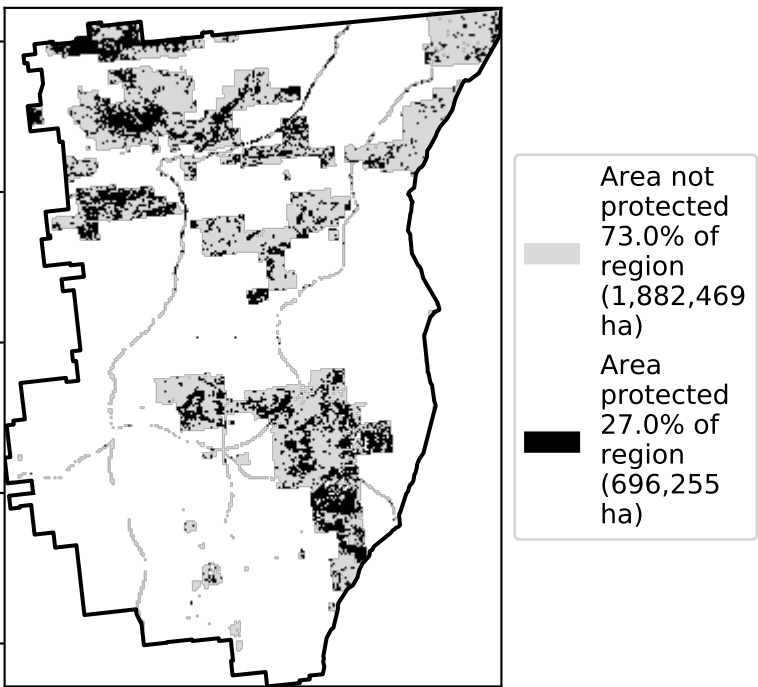 Area not
protected
73.0% of
region
(1,882,469
ha)
Area
protected
27.0% of
region
(696,255
ha)